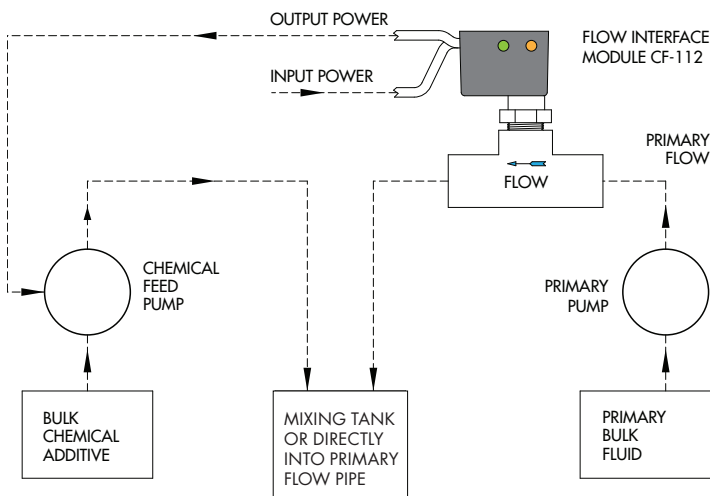 OUTPUT POWER
FLOW INTERFACE
MODULE CF-112
INPUT POWER
PRIMARY
FLOW
FLOW
CHEMICAL
FEED
PUMP
PRIMARY
PUMP
BULK
CHEMICAL
ADDITIVE
MIXING TANK
OR DIRECTLY
INTO PRIMARY
FLOW PIPE
PRIMARY
BULK
FLUID